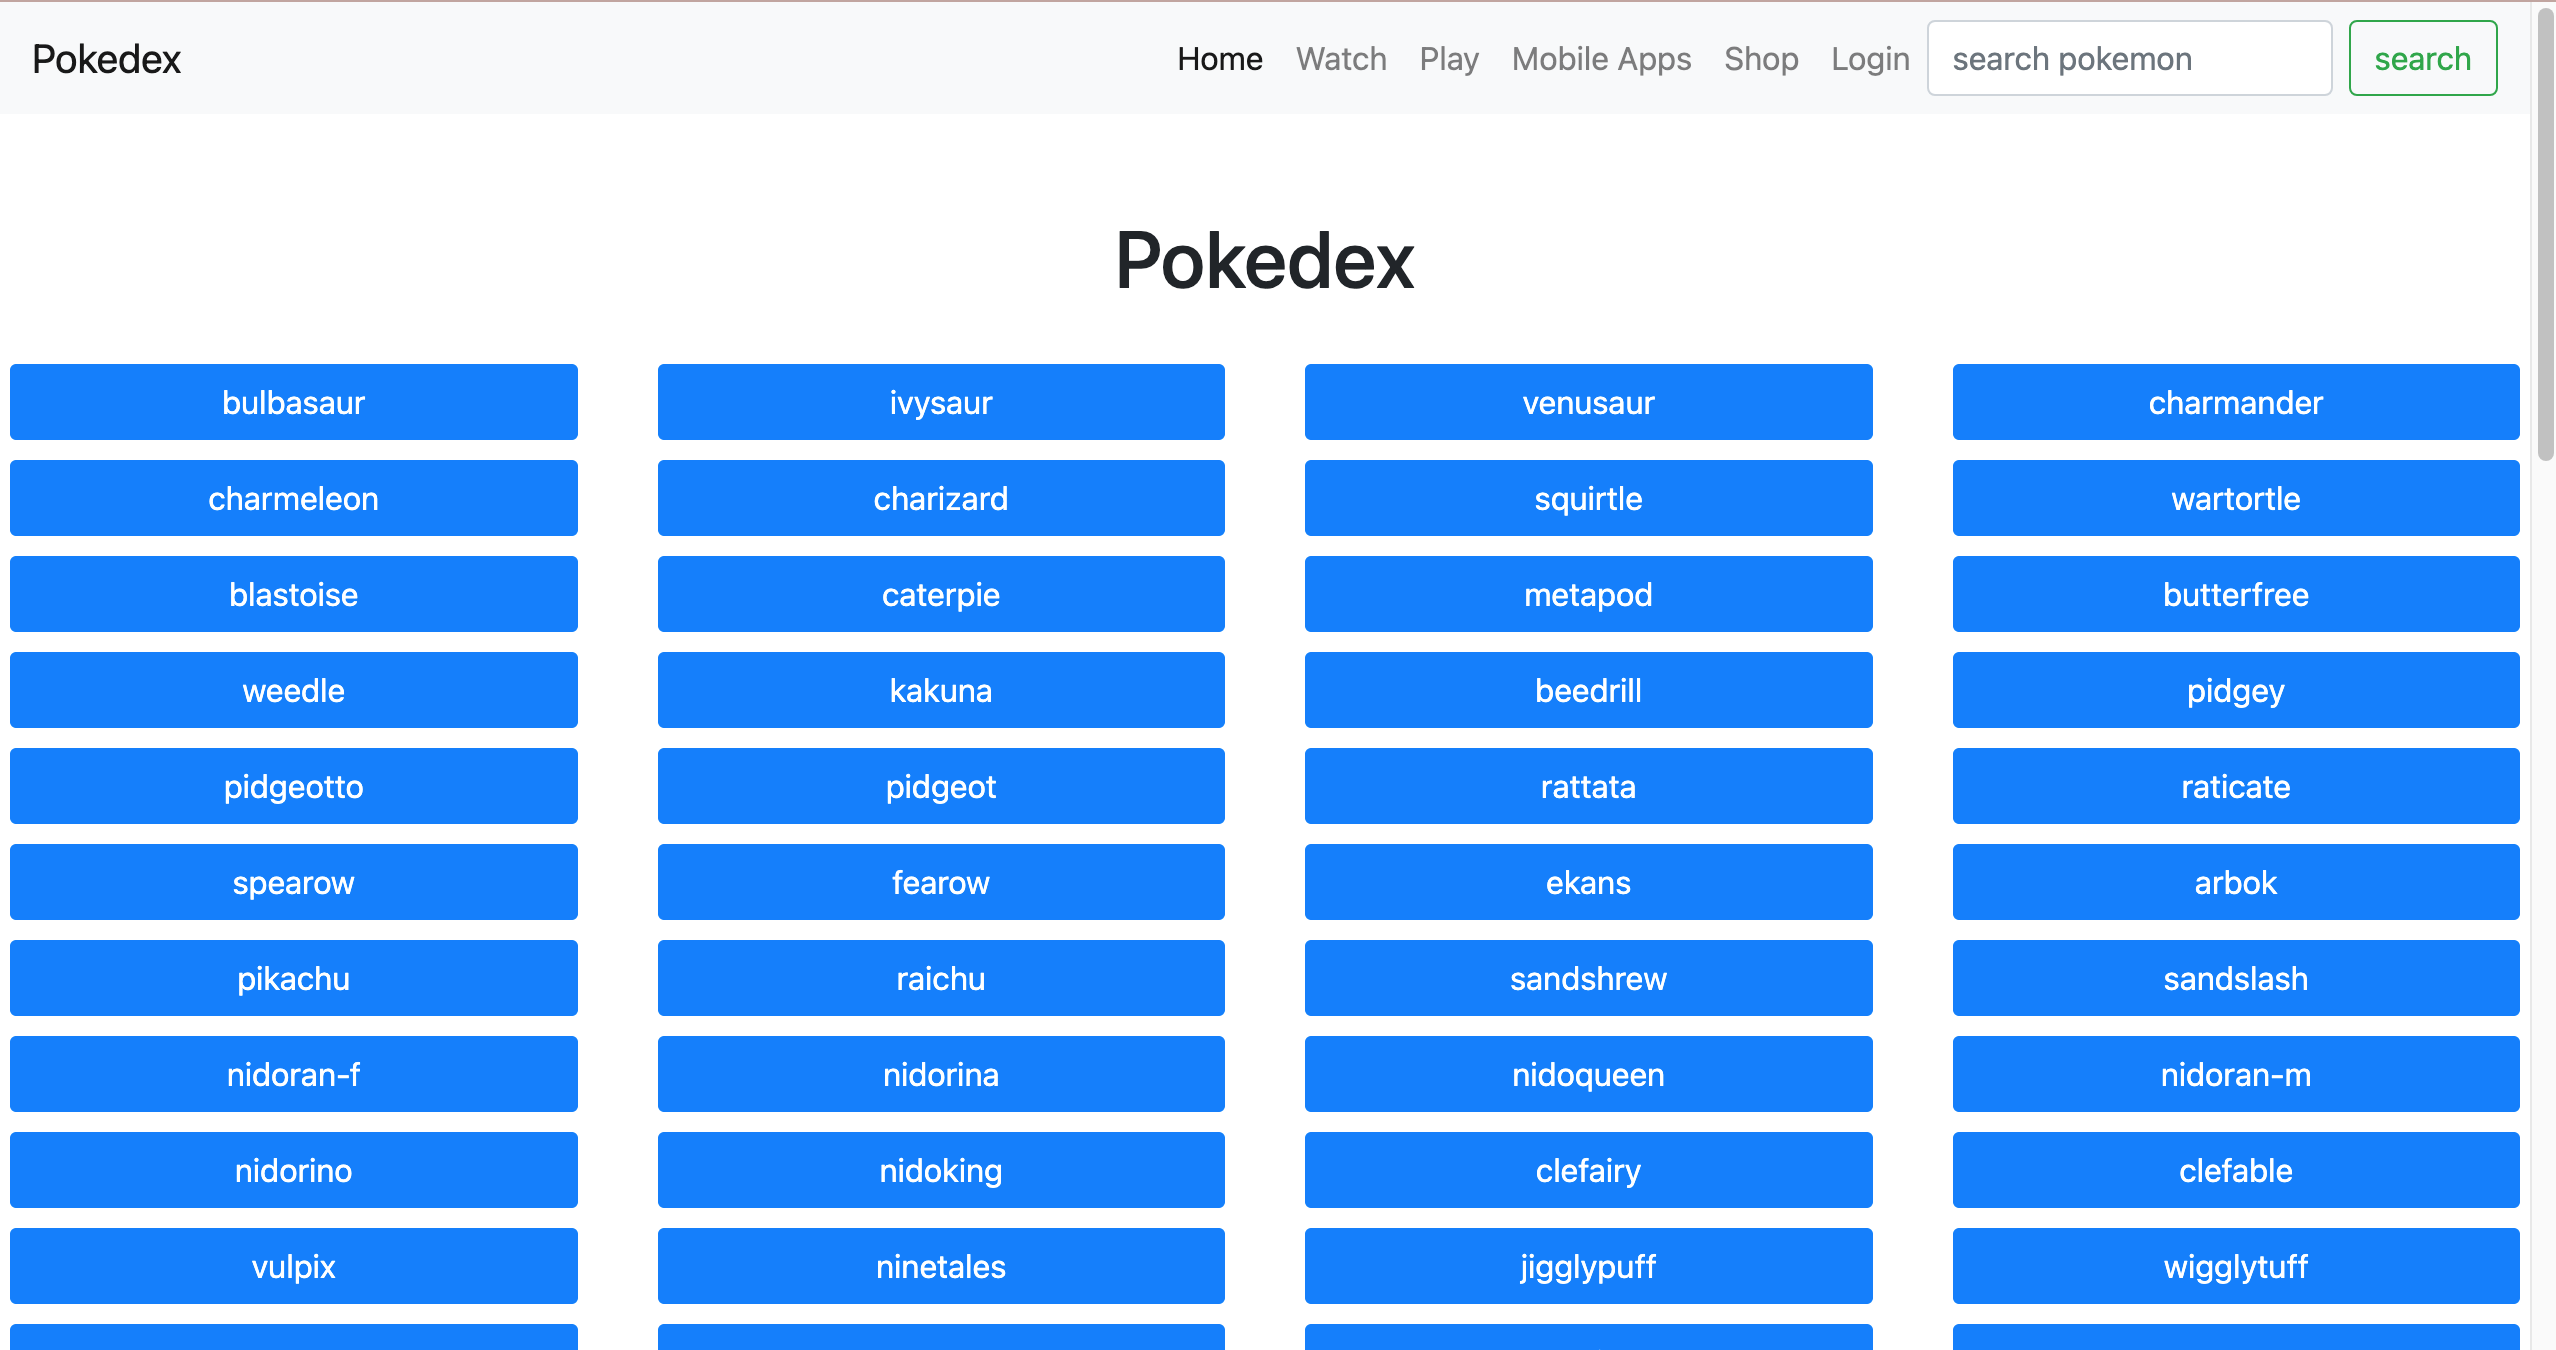 Pokedex Home Watch Play Mobile Apps Shop Login search pokemon search
Pokedex
bulbasaur ivysaur venusaur charmander
charmeleon charizard squirtle wartortle
blastoise caterpie metapod butterfree
weedle kakuna beedrill pidgey
pidgeotto pidgeot rattata raticate
spearow fearow ekans arbok
pikachu raichu sandshrew sandslash
nidoran-f nidorina nidoqueen nidoran-m
nidorino nidoking clefairy clefable
vulpix ninetales jigglypuff wigglytuff